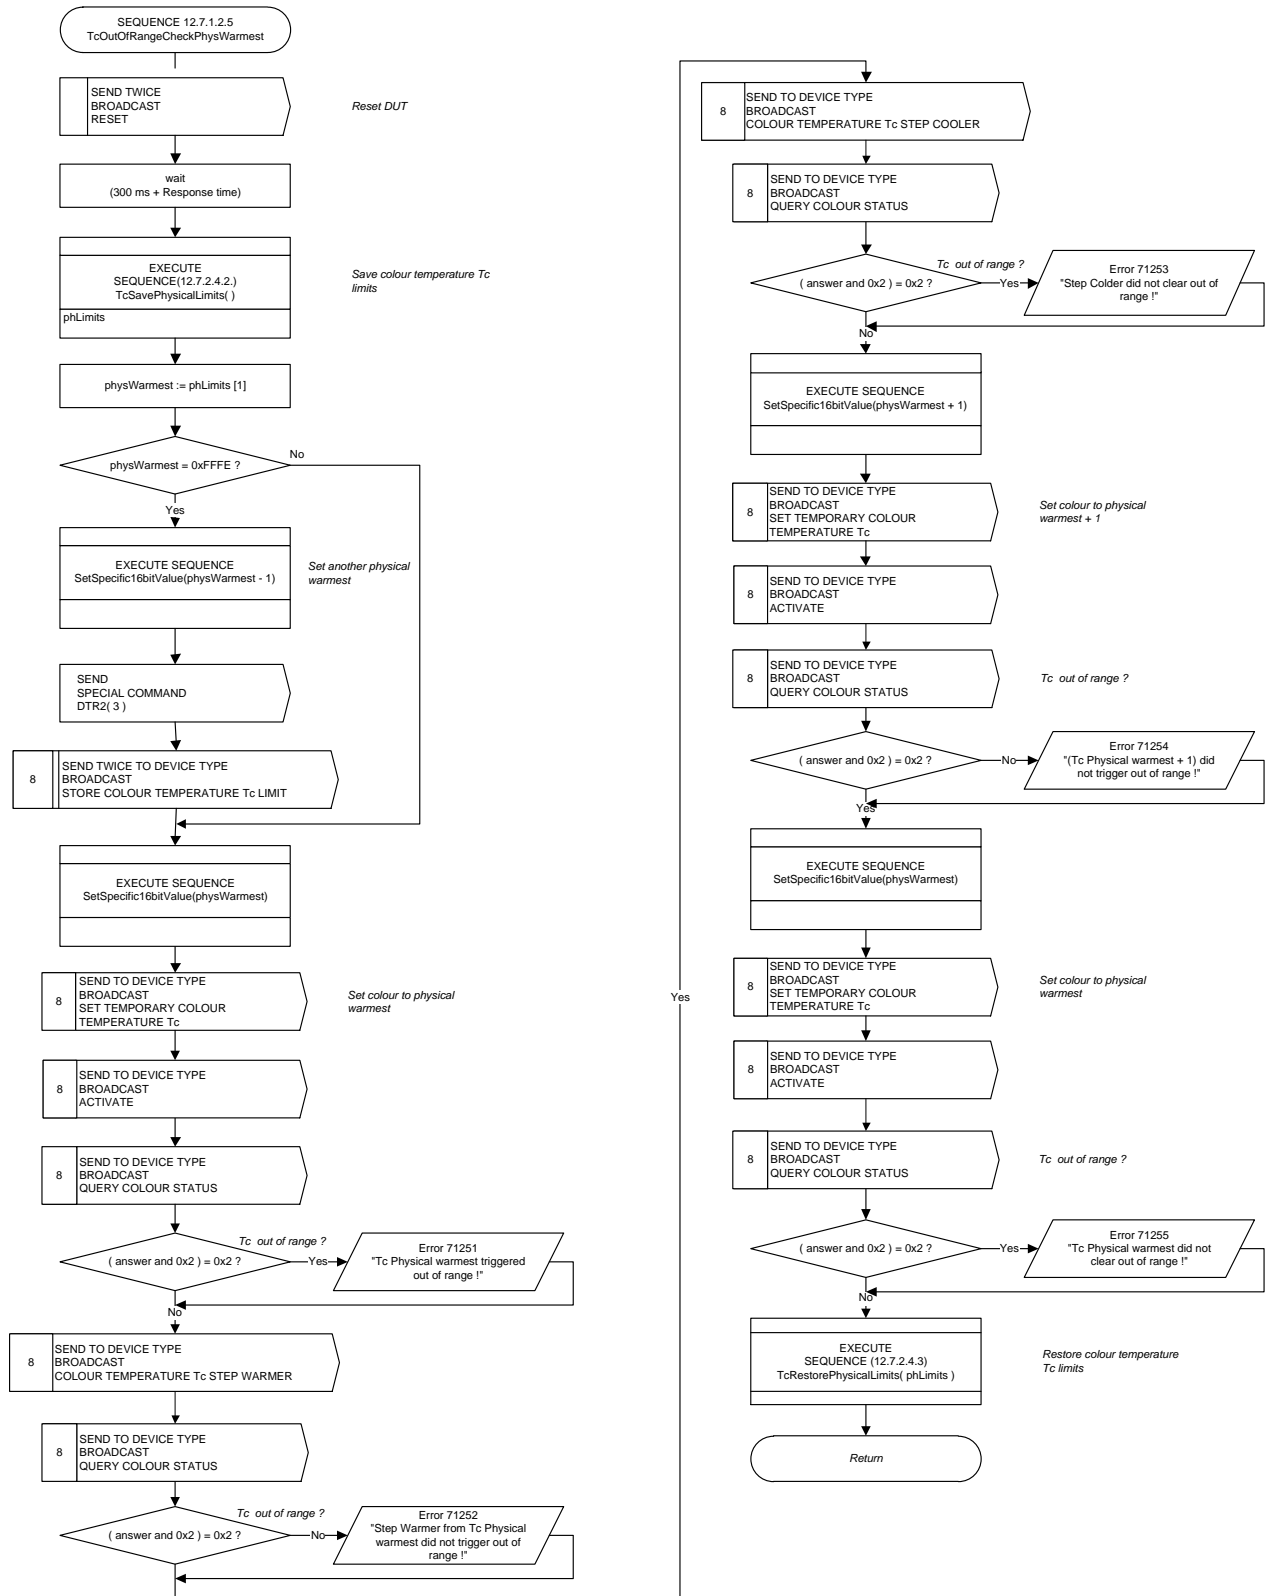 SEQUENCE 12.7.1.2.5
TcOutOfRangeCheckPhysWarmest
SEND TWICE
BROADCAST
RESET
Reset DUT
wait
(300 ms + Response time)
EXECUTE
SEQUENCE(12.7.2.4.2.)
TcSavePhysicalLimits( )
phLimits
Save colour temperature Tc
limits
physWarmest := phLimits [1]
physWarmest = 0xFFFE ?
No
Yes
EXECUTE SEQUENCE
SetSpecific16bitValue(physWarmest - 1)
Set another physical
warmest
SEND
SPECIAL COMMAND
DTR2( 3 )
8
SEND TWICE TO DEVICE TYPE
BROADCAST
STORE COLOUR TEMPERATURE Tc LIMIT
EXECUTE SEQUENCE
SetSpecific16bitValue(physWarmest)
8
SEND TO DEVICE TYPE
BROADCAST
SET TEMPORARY COLOUR
TEMPERATURE Tc
Set colour to physical
warmest
8
SEND TO DEVICE TYPE
BROADCAST
ACTIVATE
8
SEND TO DEVICE TYPE
BROADCAST
QUERY COLOUR STATUS
Tc out of range ?
( answer and 0x2 ) = 0x2 ?
Yes
Error 71251
"Tc Physical warmest triggered
out of range !"
No
8
SEND TO DEVICE TYPE
BROADCAST
COLOUR TEMPERATURE Tc STEP WARMER
8
SEND TO DEVICE TYPE
BROADCAST
QUERY COLOUR STATUS
Tc out of range ?
( answer and 0x2 ) = 0x2 ?
No
Error 71252
"Step Warmer from Tc Physical
warmest did not trigger out of
range !"
Yes
8
SEND TO DEVICE TYPE
BROADCAST
COLOUR TEMPERATURE Tc STEP COOLER
8
SEND TO DEVICE TYPE
BROADCAST
QUERY COLOUR STATUS
Tc out of range ?
( answer and 0x2 ) = 0x2 ?
Yes
Error 71253
"Step Colder did not clear out of
range !"
No
EXECUTE SEQUENCE
SetSpecific16bitValue(physWarmest + 1)
8
SEND TO DEVICE TYPE
BROADCAST
SET TEMPORARY COLOUR
TEMPERATURE Tc
Set colour to physical
warmest + 1
8
SEND TO DEVICE TYPE
BROADCAST
ACTIVATE
8
SEND TO DEVICE TYPE
BROADCAST
QUERY COLOUR STATUS
Tc out of range ?
( answer and 0x2 ) = 0x2 ?
No
Error 71254
"(Tc Physical warmest + 1) did
not trigger out of range !"
Yes
EXECUTE SEQUENCE
SetSpecific16bitValue(physWarmest)
8
SEND TO DEVICE TYPE
BROADCAST
SET TEMPORARY COLOUR
TEMPERATURE Tc
Set colour to physical
warmest
8
SEND TO DEVICE TYPE
BROADCAST
ACTIVATE
8
SEND TO DEVICE TYPE
BROADCAST
QUERY COLOUR STATUS
Tc out of range ?
( answer and 0x2 ) = 0x2 ?
Yes
Error 71255
"Tc Physical warmest did not
clear out of range !"
No
EXECUTE
SEQUENCE (12.7.2.4.3)
TcRestorePhysicalLimits( phLimits )
Restore colour temperature
Tc limits
Return